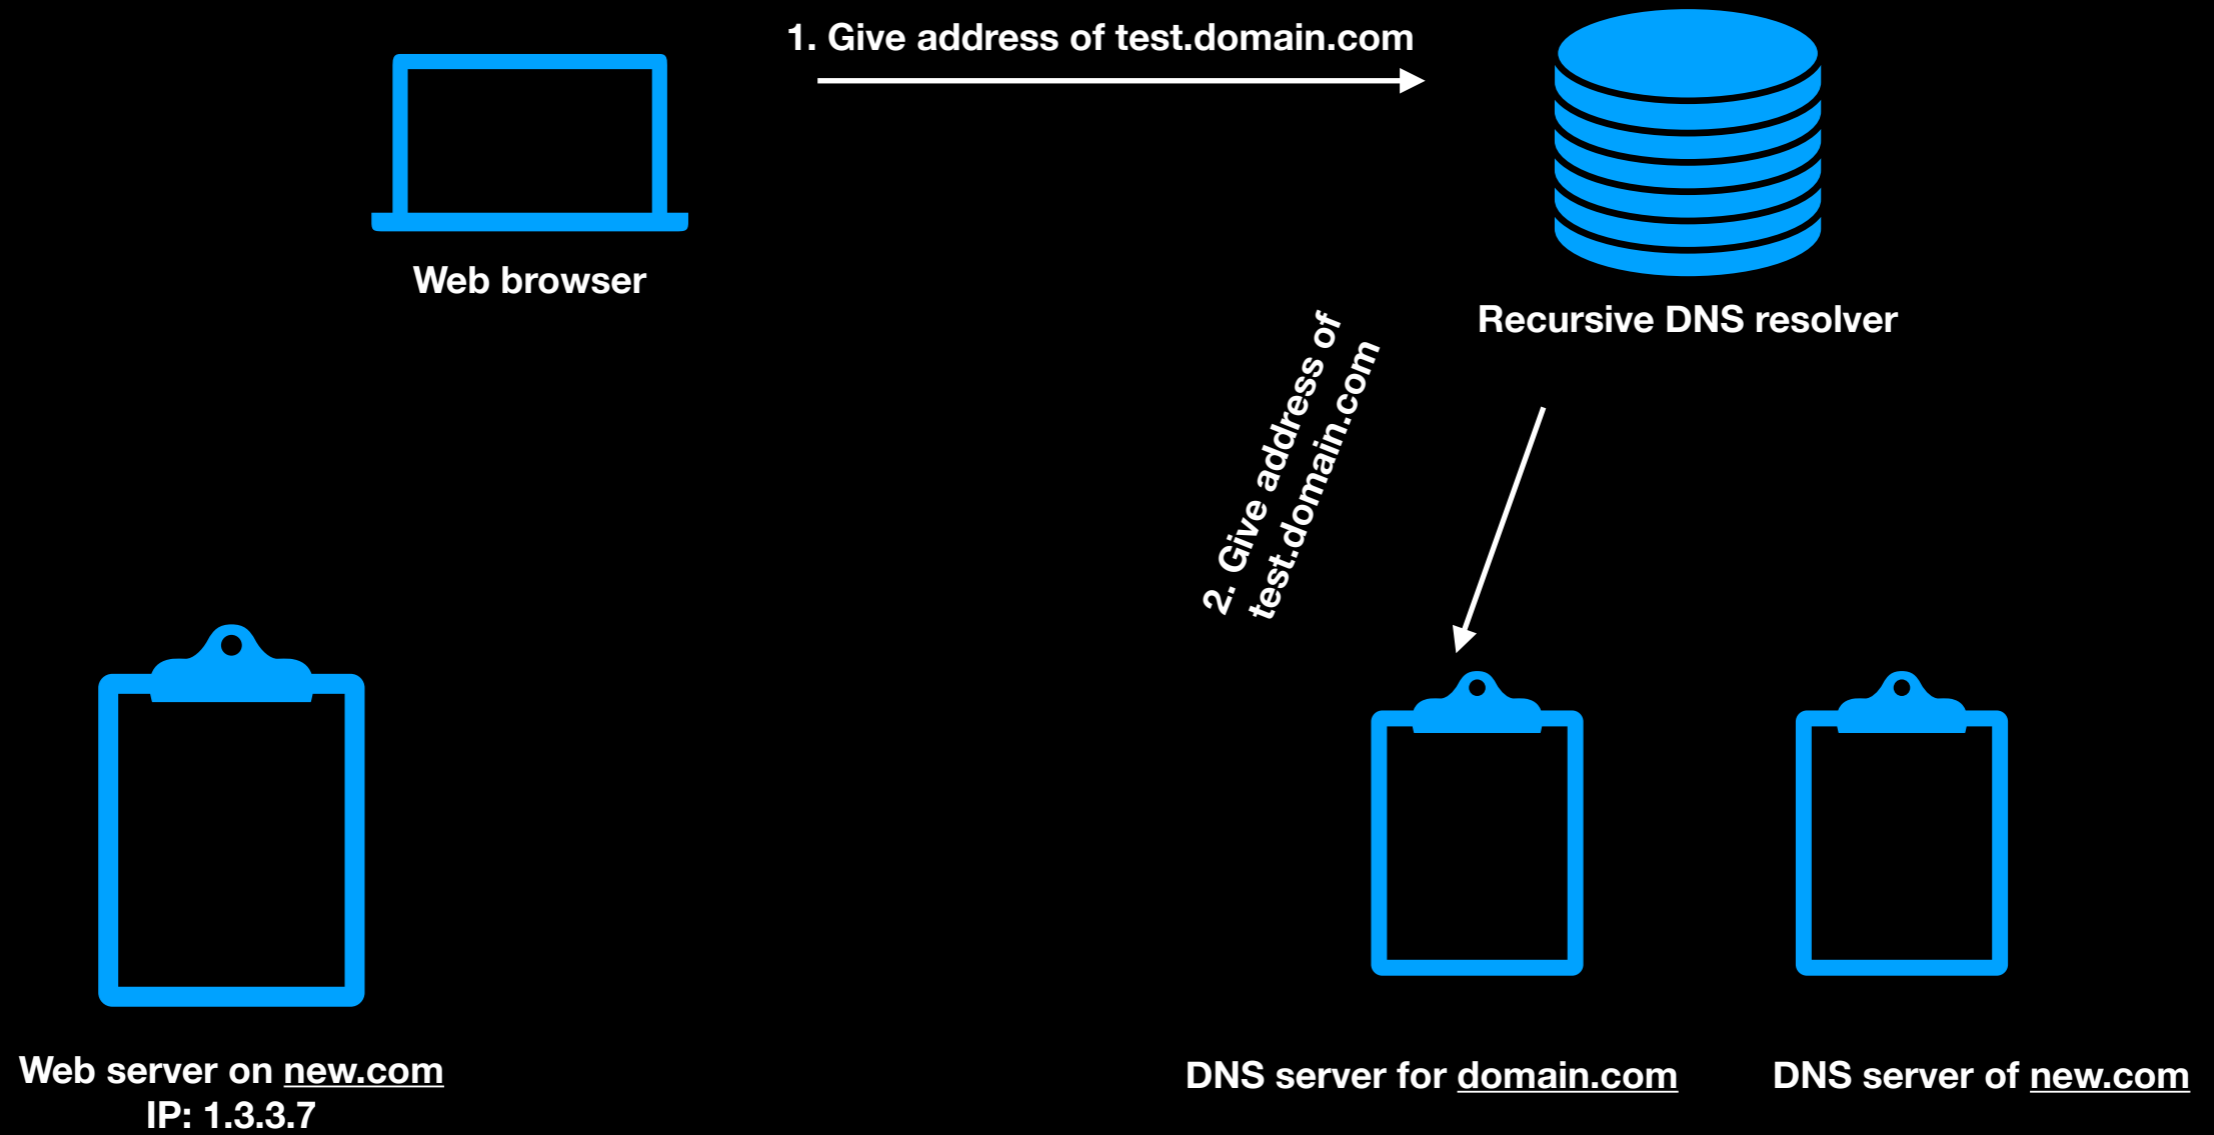 1. Give address of test.domain.com
Web browser
Recursive DNS resolver
2. Give address of
test.domain.com
Web server on new.com
IP: 1.3.3.7
DNS server for domain.com
DNS server of new.com